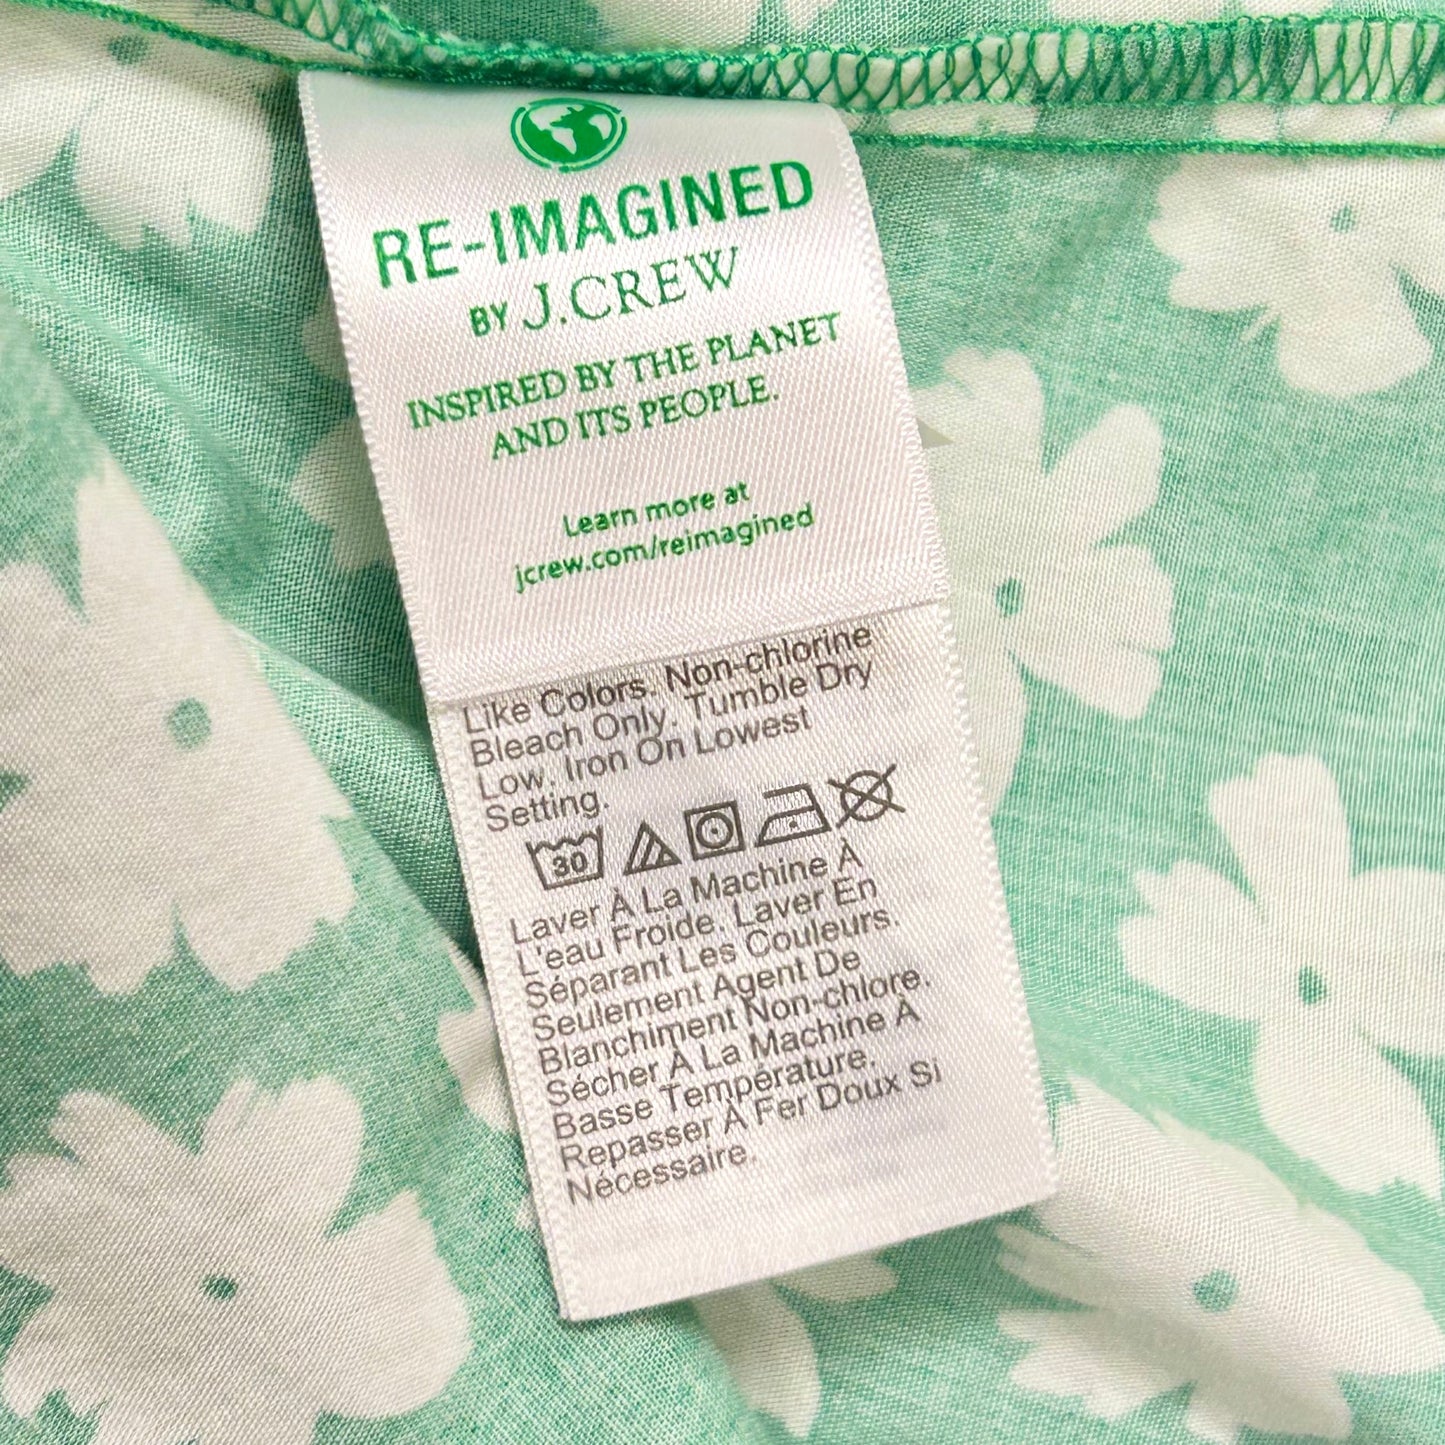 RE-IMAGINED
BY J.CREW
INSPIRED BY THE PLANET
AND ITS PEOPLE.
Learn more at
jcrew.com/reimagined
Like Colors. Non-chlorine
Bleach Only. Tumble Dry
Low. Iron On Lowest
Setting.
30
Laver À La Machine À
L'eau Froide. Laver En
Séparant Les Couleurs.
Seulement Agent De
Blanchiment Non-chlore.
Sécher À La Machine À
Basse Température.
Repasser À Fer Doux Si
Nécessaire.